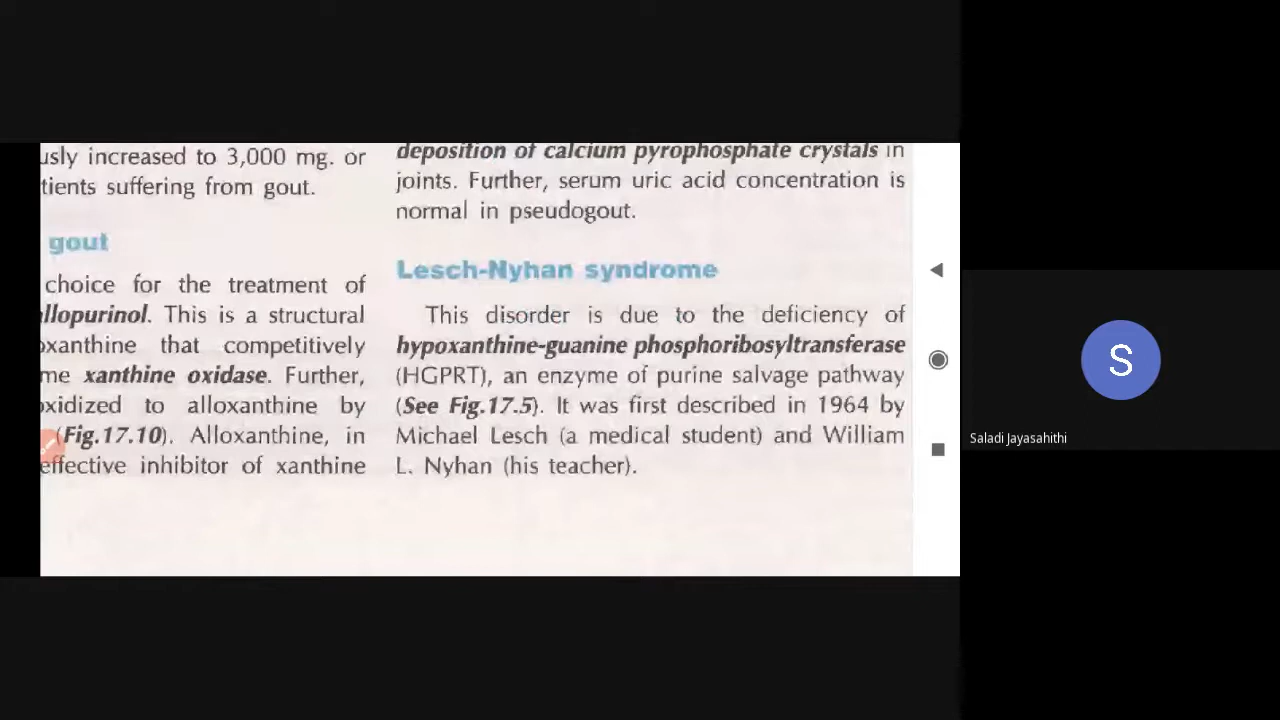 usly increased to 3,000 mg. or
tients suffering from gout.
gout
choice for the treatment of
llopurinol. This is a structural
oxanthine that competitively
me xanthine oxidase. Further,
oxidized to alloxanthine by
(Fig.17.10). Alloxanthine, in
effective inhibitor of xanthine
deposition of calcium pyrophosphate crystals in
joints. Further, serum uric acid concentration is
normal in pseudogout.
Lesch-Nyhan syndrome
This disorder is due to the deficiency of
hypoxanthine-guanine phosphoribosyltransferase
(HGPRT), an enzyme of purine salvage pathway
(See Fig.17.5). It was first described in 1964 by
Michael Lesch (a medical student) and William
L. Nyhan (his teacher).
S
Saladi Jayasahithi